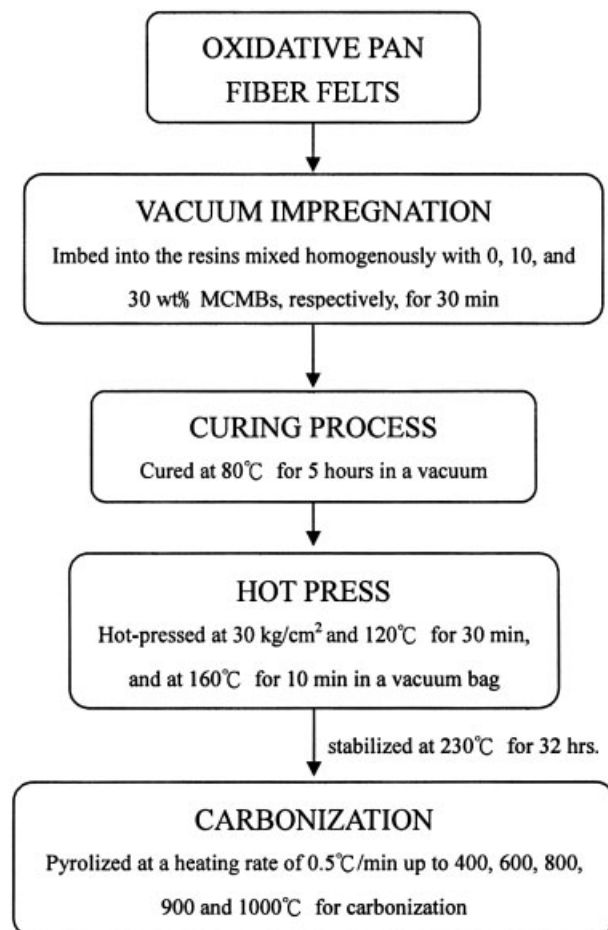 OXIDATIVE PAN
FIBER FELTS
VACUUM IMPREGNATION
Imbed into the resins mixed homogenously with 0, 10, and
30 wt% MCMBs, respectively, for 30 min
CURING PROCESS
Cured at 80℃ for 5 hours in a vacuum
HOT PRESS
Hot-pressed at 30 kg/cm² and 120℃ for 30 min,
and at 160℃ for 10 min in a vacuum bag
stabilized at 230℃ for 32 hrs.
CARBONIZATION
Pyrolized at a heating rate of 0.5℃/min up to 400, 600, 800,
900 and 1000℃ for carbonization